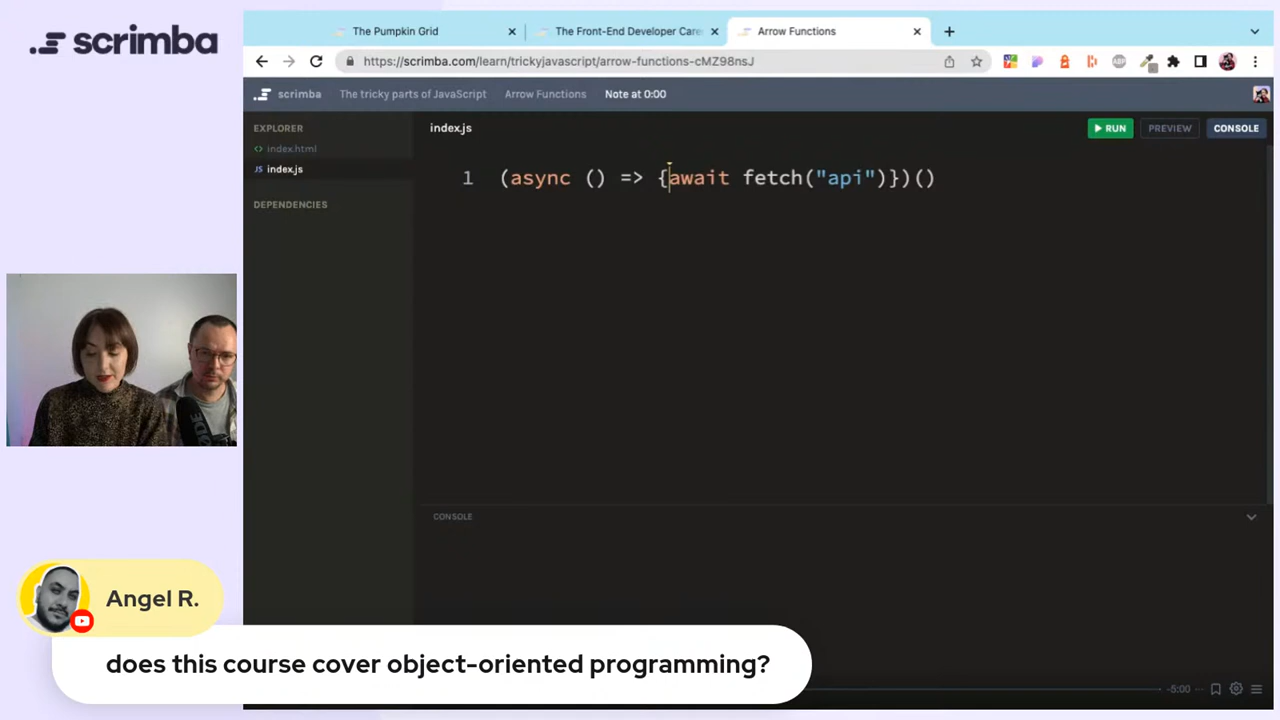 scrimba
The Pumpkin Grid
The Front-End Developer Care
Arrow Functions
https://scrimba.com/learn/trickyjavascript/arrow-functions-cMZ98nsJ
ABP
scrimba
The tricky parts of JavaScript
Arrow Functions
Note at 0:00
EXPLORER
index.html
JS index.js
DEPENDENCIES
index.js
RUN
PREVIEW
CONSOLE
1 (async () => {await fetch("api")})()
CONSOLE
-5:00
RODE
Angel R.
does this course cover object-oriented programming?